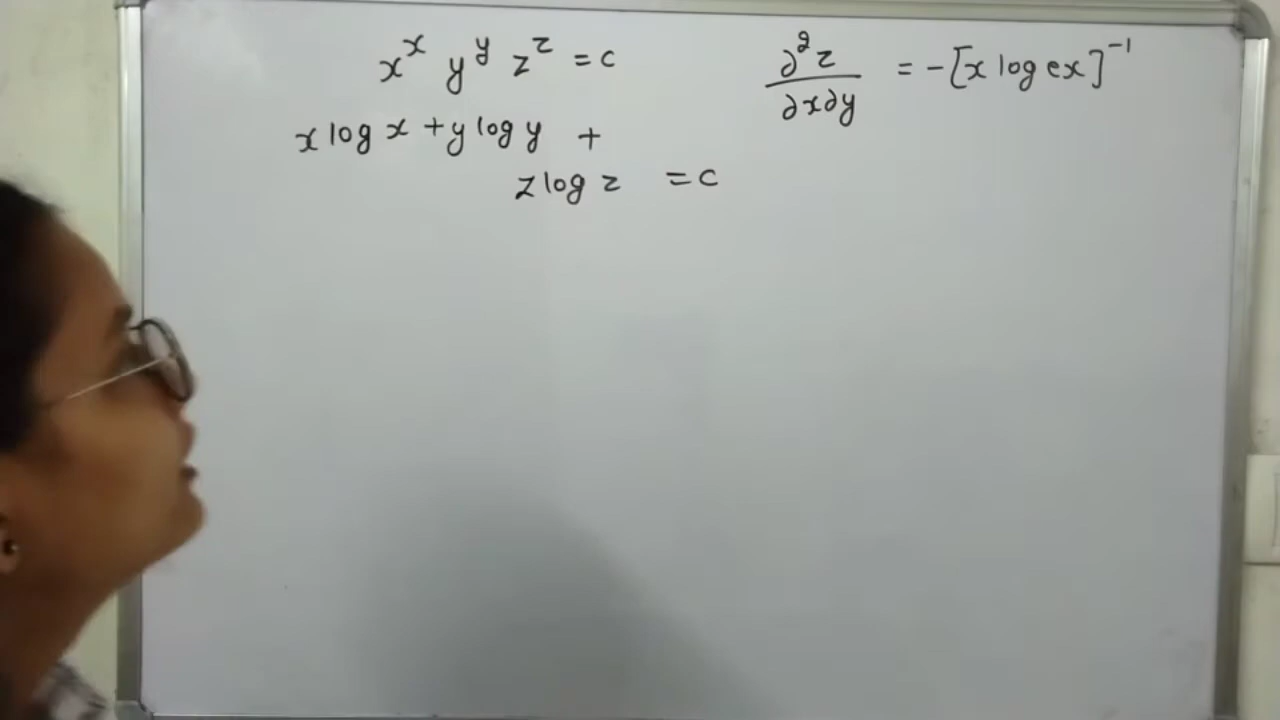 x^x y^y z^z = c
x log x + y log y +
z log z = c
∂²z/∂x∂y = -[x log ex]^-1